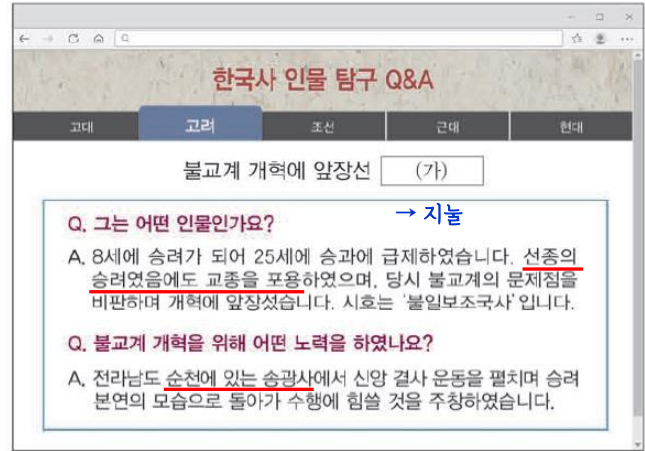 한국사 인물 탐구 Q&A
고대 고려 조선 근대 현대
불교계 개혁에 앞장선 (가)
→ 지눌
Q. 그는 어떤 인물인가요?
A. 8세에 승려가 되어 25세에 승과에 급제하였습니다. 선종의
승려였음에도 교종을 포용하였으며, 당시 불교계의 문제점을
비판하며 개혁에 앞장섰습니다. 시호는 '불일보조국사'입니다.
Q. 불교계 개혁을 위해 어떤 노력을 하였나요?
A. 전라남도 순천에 있는 송광사에서 신앙 결사 운동을 펼치며 승려
본연의 모습으로 돌아가 수행에 힘쓸 것을 주창하였습니다.